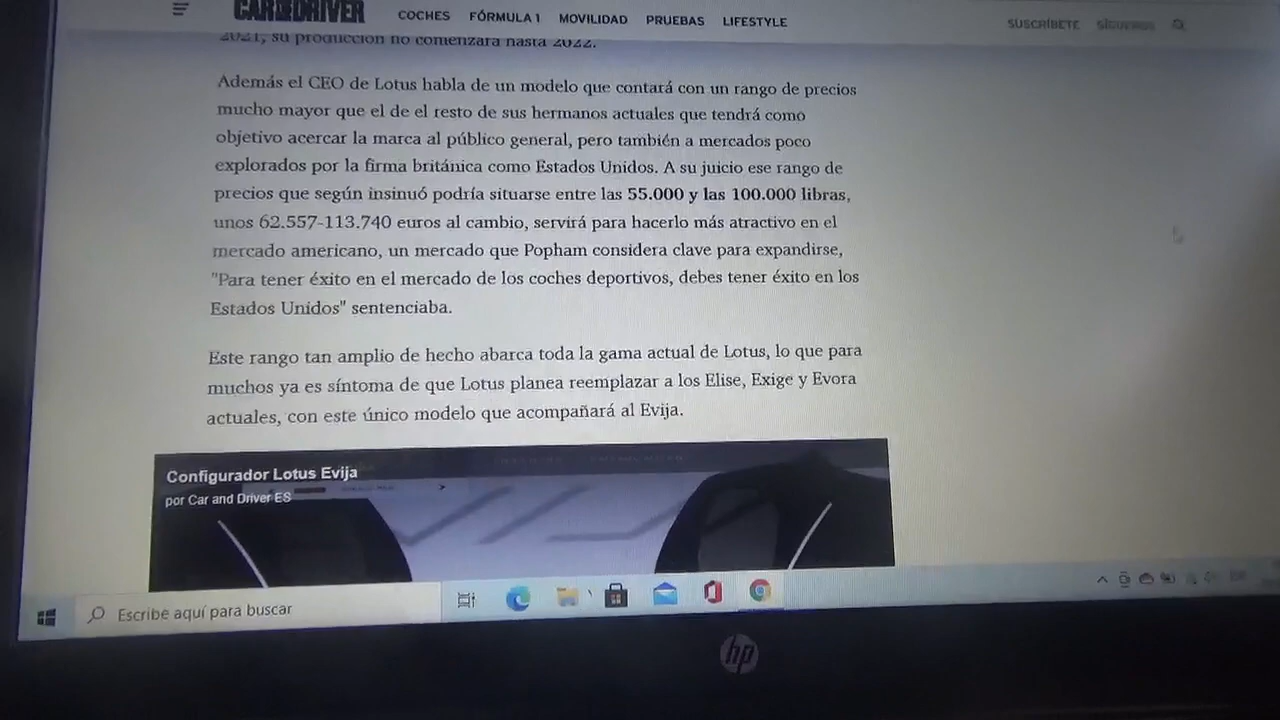 CAR AND DRIVER
COCHES FÓRMULA 1 MOVILIDAD PRUEBAS LIFESTYLE SUSCRÍBETE SÍGUENOS
2021, su producción no comenzará hasta 2022.
Además el CEO de Lotus habla de un modelo que contará con un rango de precios
mucho mayor que el de el resto de sus hermanos actuales que tendrá como
objetivo acercar la marca al público general, pero también a mercados poco
explorados por la firma británica como Estados Unidos. A su juicio ese rango de
precios que según insinuó podría situarse entre las 55.000 y las 100.000 libras,
unos 62.557-113.740 euros al cambio, servirá para hacerlo más atractivo en el
mercado americano, un mercado que Popham considera clave para expandirse,
"Para tener éxito en el mercado de los coches deportivos, debes tener éxito en los
Estados Unidos" sentenciaba.
Este rango tan amplio de hecho abarca toda la gama actual de Lotus, lo que para
muchos ya es síntoma de que Lotus planea reemplazar a los Elise, Exige y Evora
actuales, con este único modelo que acompañará al Evija.
Configurador Lotus Evija
por Car and Driver ES
Escribe aquí para buscar
hp